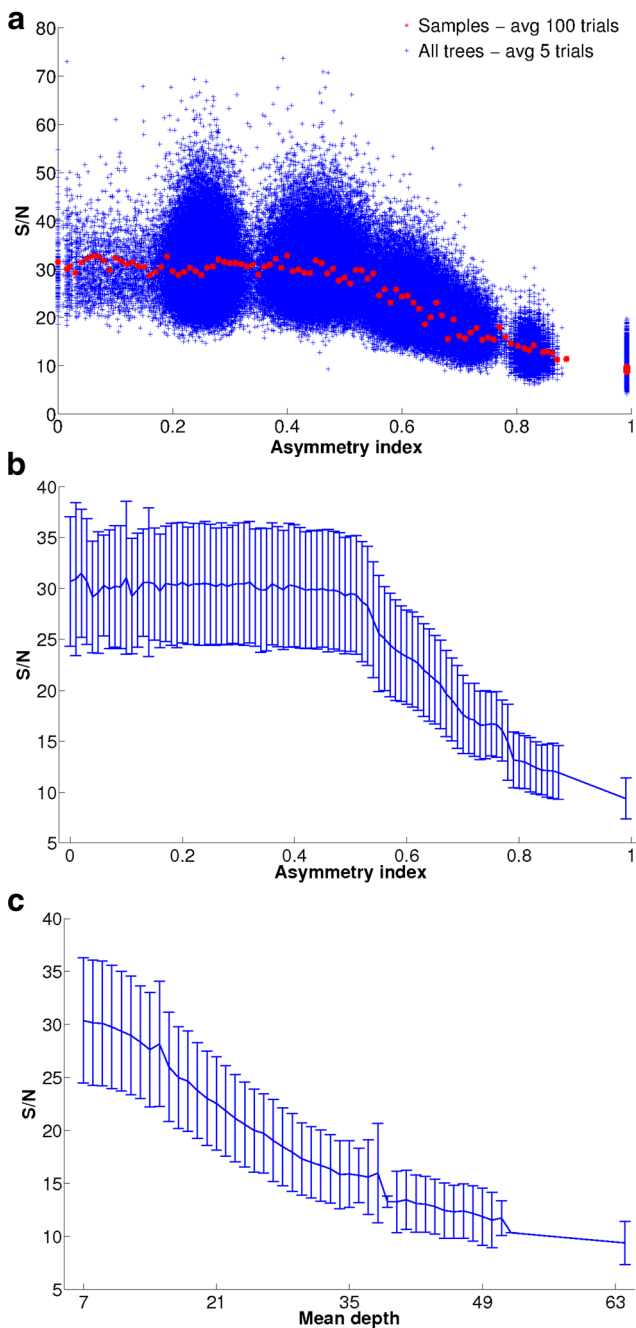 a
80
70
60
50
40
30
20
10
0
S/N
* Samples – avg 100 trials
+ All trees – avg 5 trials
0 0.2 0.4 0.6 0.8 1
Asymmetry index
b
40
35
30
25
20
15
10
5
S/N
0 0.2 0.4 0.6 0.8 1
Asymmetry index
c
40
35
30
25
20
15
10
5
S/N
7 21 35 49 63
Mean depth